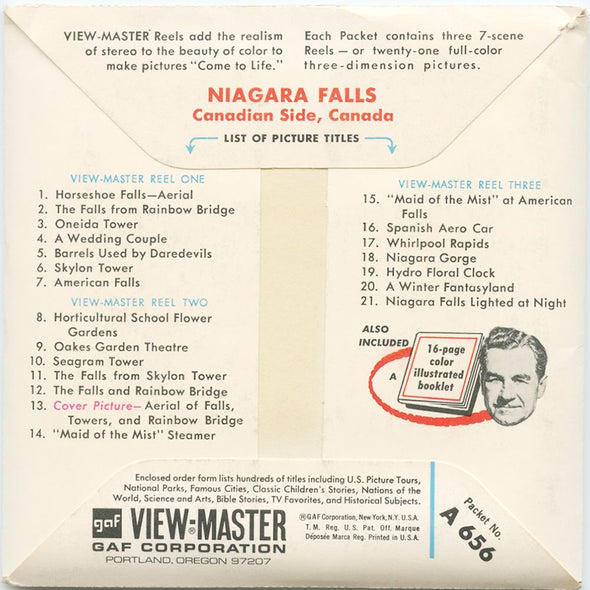 VIEW-MASTER® Reels add the realism
of stereo to the beauty of color to
make pictures "Come to Life."
Each Packet contains three 7-scene
Reels — or twenty-one full-color
three-dimension pictures.
NIAGARA FALLS
Canadian Side, Canada
LIST OF PICTURE TITLES
VIEW-MASTER REEL ONE
1. Horseshoe Falls—Aerial
2. The Falls from Rainbow Bridge
3. Oneida Tower
4. A Wedding Couple
5. Barrels Used by Daredevils
6. Skylon Tower
7. American Falls
VIEW-MASTER REEL TWO
8. Horticultural School Flower
Gardens
9. Oakes Garden Theatre
10. Seagram Tower
11. The Falls from Skylon Tower
12. The Falls and Rainbow Bridge
13. Cover Picture—Aerial of Falls,
Towers, and Rainbow Bridge
14. "Maid of the Mist" Steamer
VIEW-MASTER REEL THREE
15. "Maid of the Mist" at American
Falls
16. Spanish Aero Car
17. Whirlpool Rapids
18. Niagara Gorge
19. Hydro Floral Clock
20. A Winter Fantasyland
21. Niagara Falls Lighted at Night
ALSO
INCLUDED
A
16-page
color
illustrated
booklet
Enclosed order form lists hundreds of titles including U.S. Picture Tours,
National Parks, Famous Cities, Classic Children's Stories, Nations of the
World, Science and Arts, Bible Stories, TV Favorites, and Historical Subjects.
gaf VIEW-MASTER®
GAF CORPORATION
PORTLAND, OREGON 97207
®GAF Corporation, New York, N.Y. U.S.A.
T. M. Reg. U.S. Pat. Off. Marque
Déposée Marca Reg. Printed in U.S.A.
Packet No.
A 656